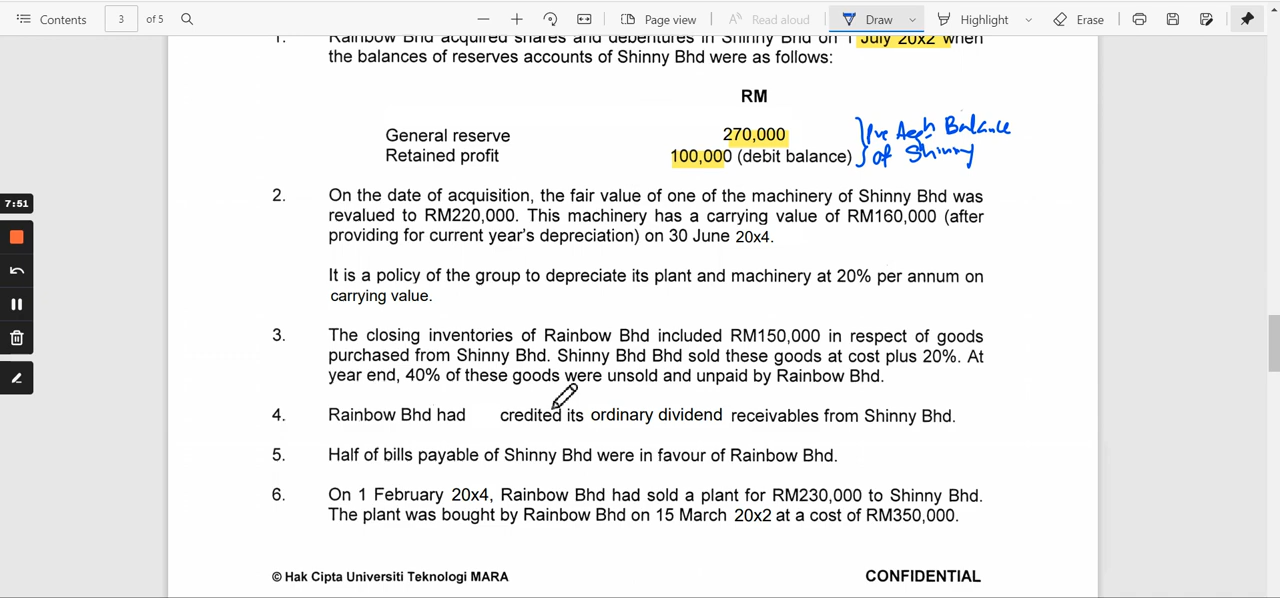 Contents
3
of 5
Page view
Read aloud
Draw
Highlight
Erase
1. Rainbow Bhd acquired shares and debentures in Shinny Bhd on 1 July 20x2 when
the balances of reserves accounts of Shinny Bhd were as follows:
RM
General reserve 270,000
Retained profit 100,000 (debit balance)
Pre Acqn Balance
of Shinny
2. On the date of acquisition, the fair value of one of the machinery of Shinny Bhd was
revalued to RM220,000. This machinery has a carrying value of RM160,000 (after
providing for current year's depreciation) on 30 June 20x4.
It is a policy of the group to depreciate its plant and machinery at 20% per annum on
carrying value.
3. The closing inventories of Rainbow Bhd included RM150,000 in respect of goods
purchased from Shinny Bhd. Shinny Bhd Bhd sold these goods at cost plus 20%. At
year end, 40% of these goods were unsold and unpaid by Rainbow Bhd.
4. Rainbow Bhd had credited its ordinary dividend receivables from Shinny Bhd.
5. Half of bills payable of Shinny Bhd were in favour of Rainbow Bhd.
6. On 1 February 20x4, Rainbow Bhd had sold a plant for RM230,000 to Shinny Bhd.
The plant was bought by Rainbow Bhd on 15 March 20x2 at a cost of RM350,000.
© Hak Cipta Universiti Teknologi MARA
CONFIDENTIAL
7:51